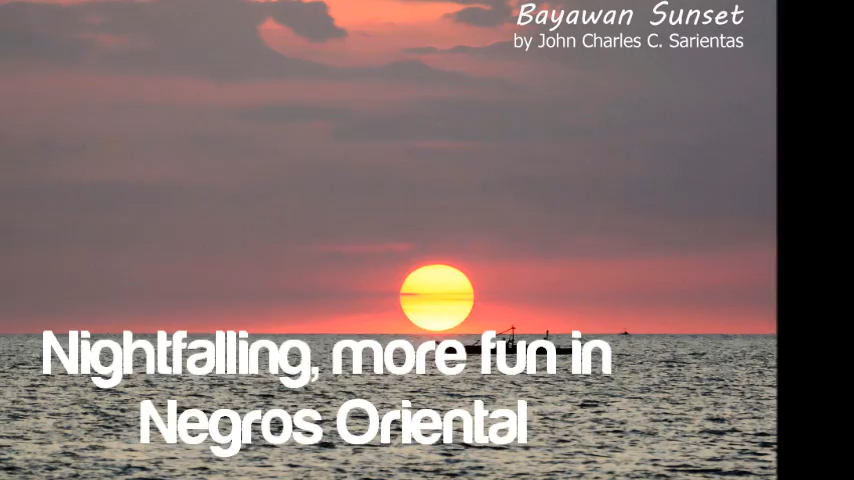 Bayawan Sunset
by John Charles C. Sarientas
Nightfalling, more fun in
Negros Oriental